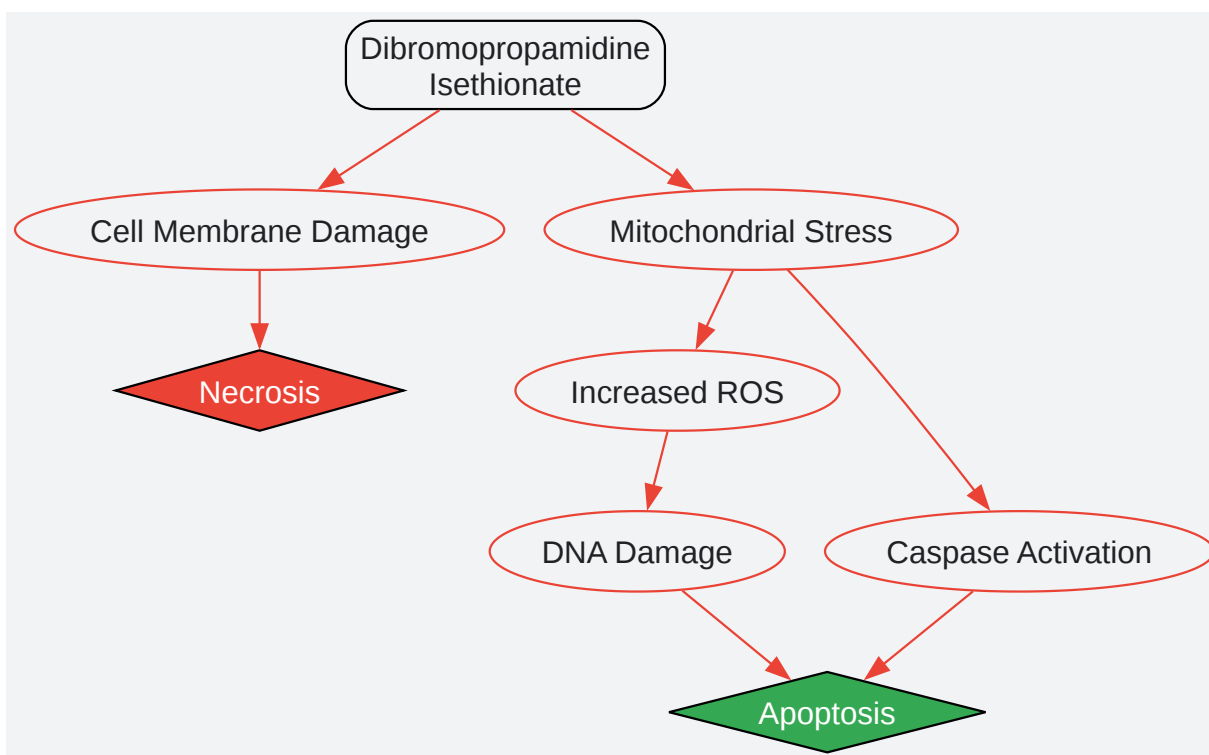 Dibromopropamidine
Isethionate
Cell Membrane Damage
Mitochondrial Stress
Necrosis
Increased ROS
DNA Damage
Caspase Activation
Apoptosis